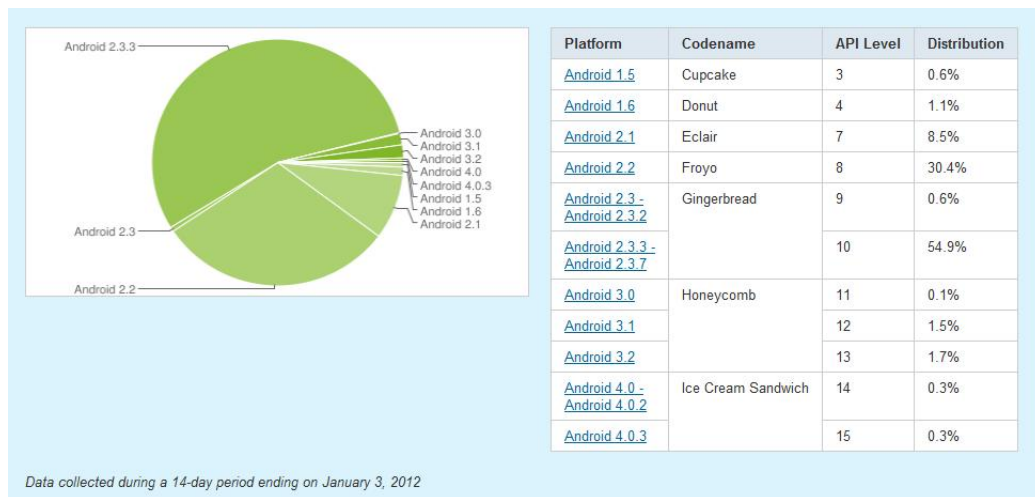 Android 2.3.3
Android 3.0
Android 3.1
Android 3.2
Android 4.0
Android 4.0.3
Android 1.5
Android 1.6
Android 2.1
Android 2.3
Android 2.2
Platform Codename API Level Distribution
Android 1.5 Cupcake 3 0.6%
Android 1.6 Donut 4 1.1%
Android 2.1 Eclair 7 8.5%
Android 2.2 Froyo 8 30.4%
Android 2.3 - Gingerbread 9 0.6%
Android 2.3.2
Android 2.3.3 - 10 54.9%
Android 2.3.7
Android 3.0 Honeycomb 11 0.1%
Android 3.1 12 1.5%
Android 3.2 13 1.7%
Android 4.0 - Ice Cream Sandwich 14 0.3%
Android 4.0.2
Android 4.0.3 15 0.3%
Data collected during a 14-day period ending on January 3, 2012